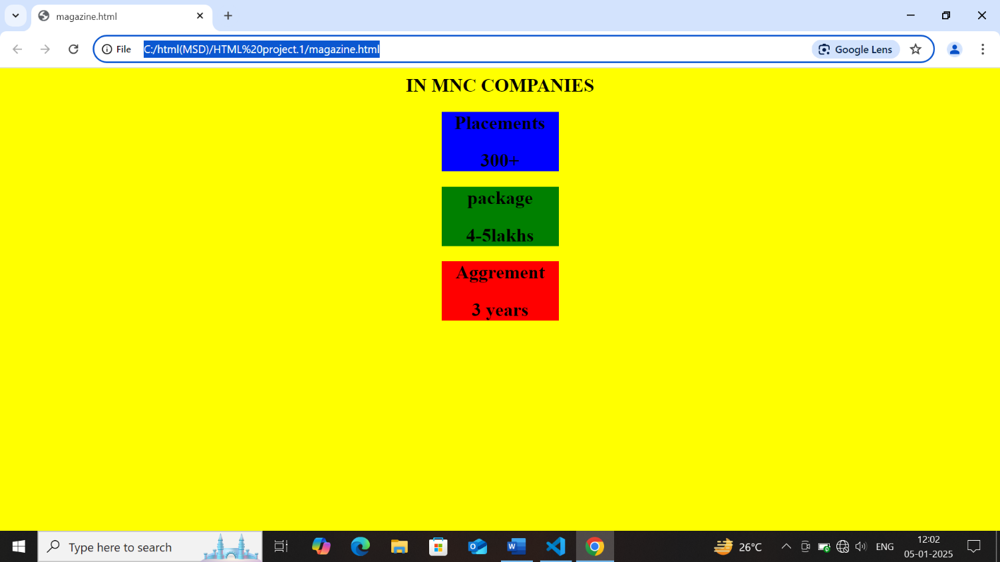 magazine.html
File
C:/html(MSD)/HTML%20project.1/magazine.html
Google Lens
IN MNC COMPANIES
Placements
300+
package
4-5lakhs
Aggrement
3 years
Type here to search
26°C
ENG
12:02
05-01-2025